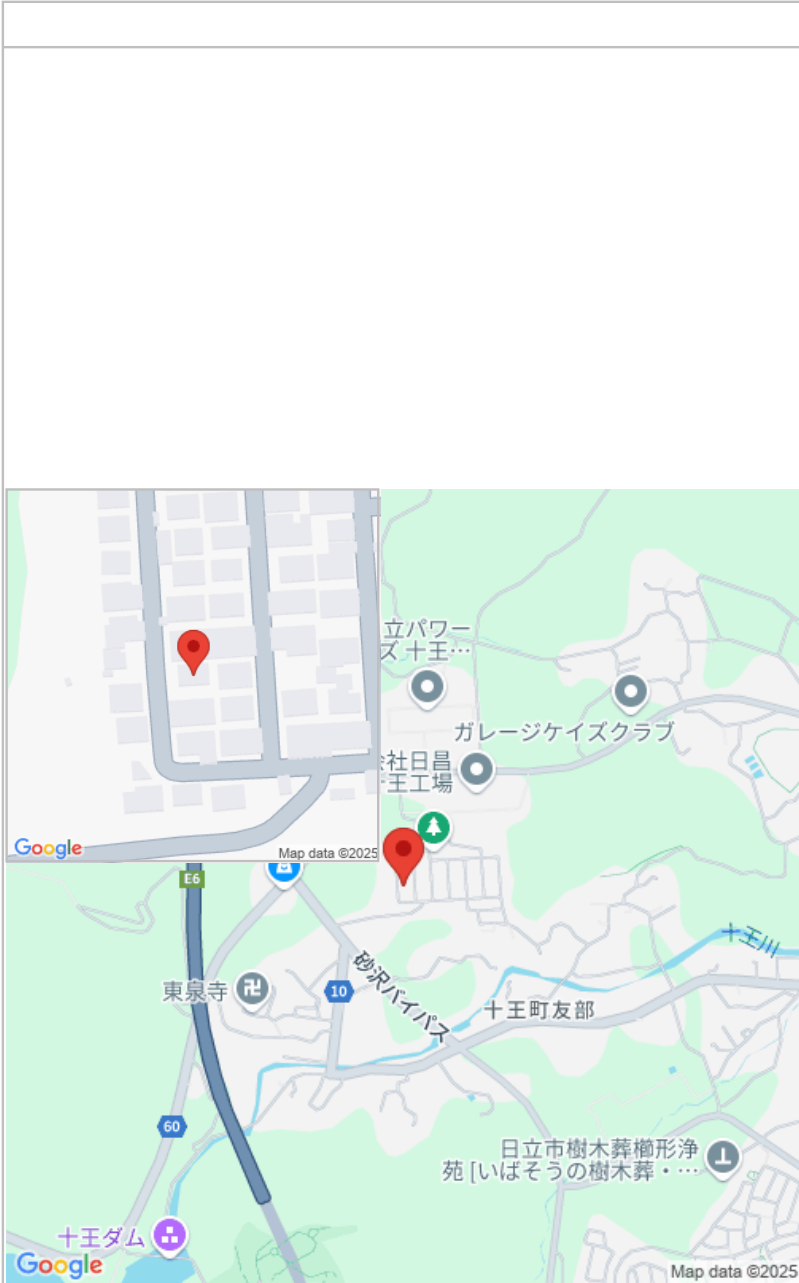 立パワー
ズ 十王…
ガレージケイズクラブ
会社日昌
王工場
Google
Map data ©2025
E6
十王川
東泉寺
10
砂沢バイパス
十王町友部
60
日立市樹木葬櫛形浄
苑 [いばそうの樹木葬・…
十王ダム
Google
Map data ©2025